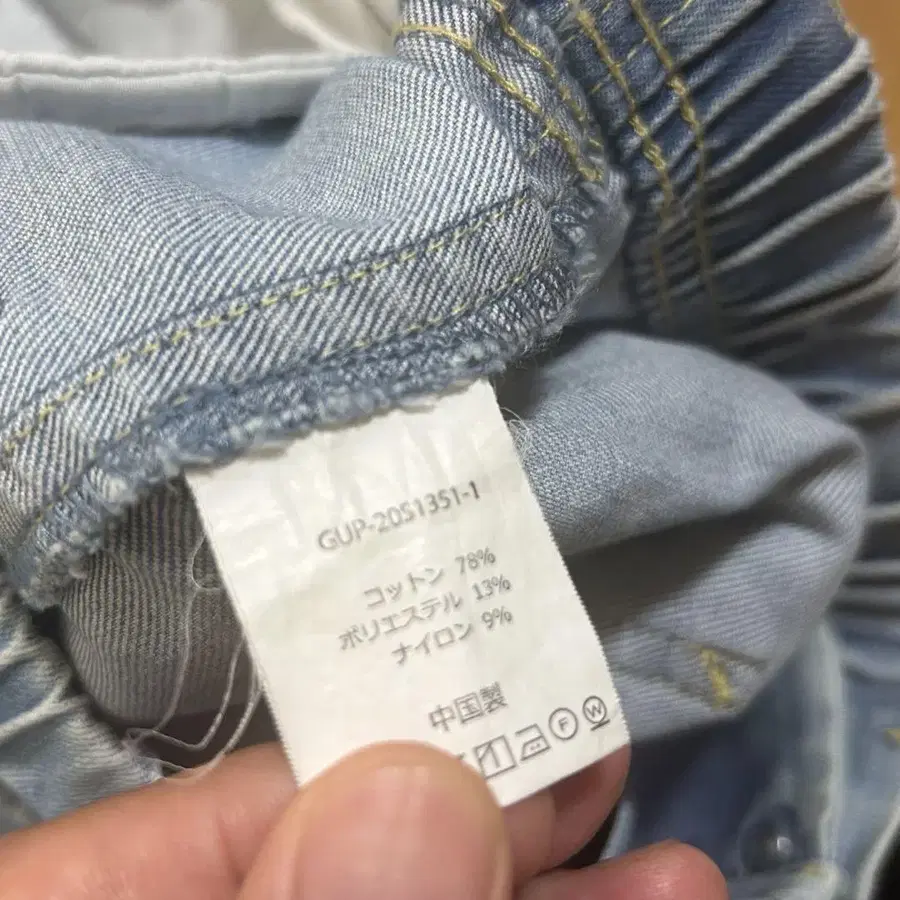 GUP-2051351-1
コットン 78%
ポリエステル 13%
ナイロン 9%
中国製
F W